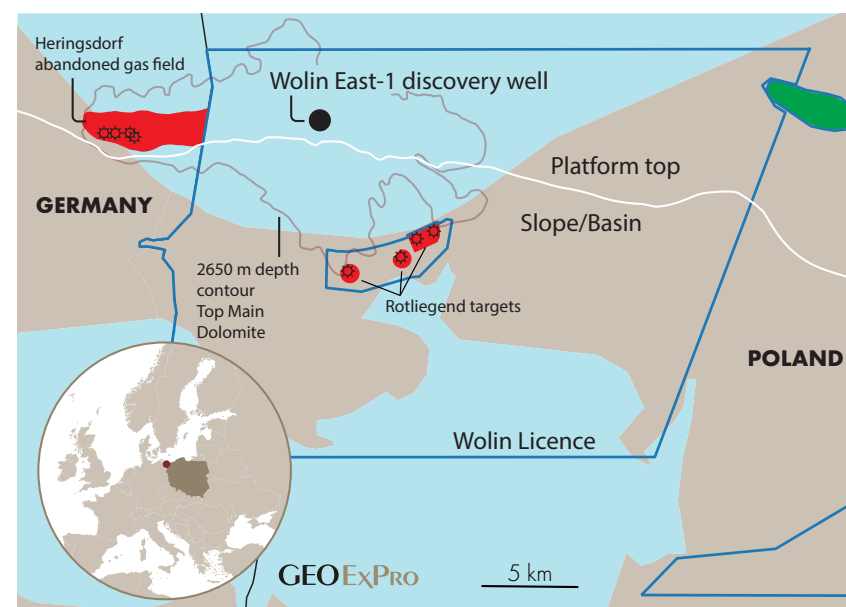 Heringsdorf
abandoned gas field
Wolin East-1 discovery well
Platform top
GERMANY
Slope/Basin
2650 m depth
contour
Top Main
Dolomite
Rotliegend targets
POLAND
Wolin Licence
GEOExPro
5 km